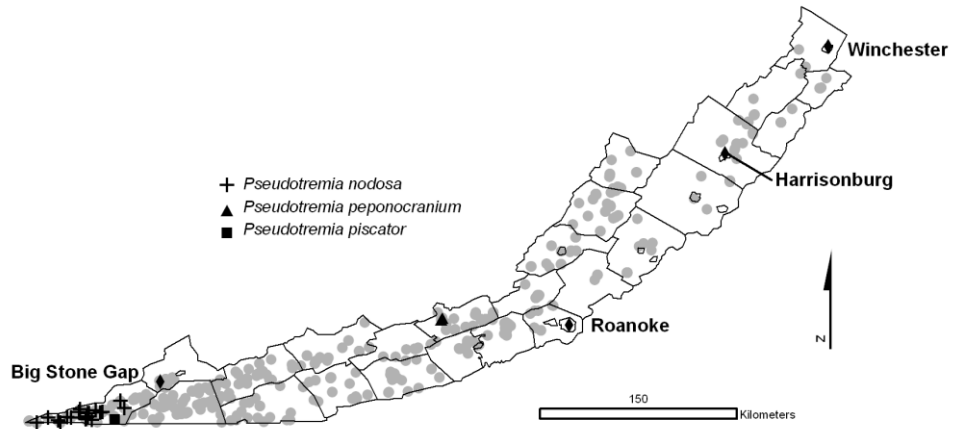 Winchester
Harrisonburg
Pseudotremia nodosa
Pseudotremia peponocranium
Pseudotremia piscator
Roanoke
N
Big Stone Gap
150
Kilometers